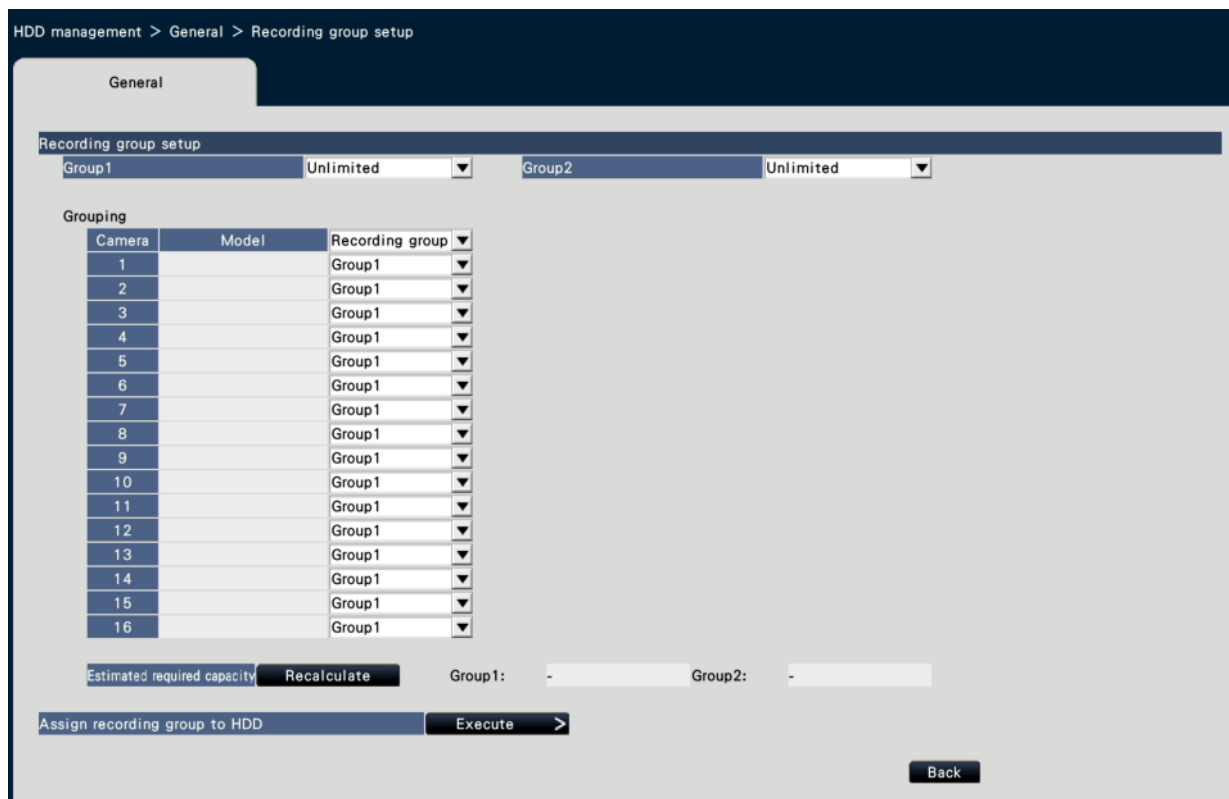 HDD management > General > Recording group setup
General
Recording group setup
Group1 Unlimited Group2 Unlimited
Grouping
Camera Model Recording group
1 Group1
2 Group1
3 Group1
4 Group1
5 Group1
6 Group1
7 Group1
8 Group1
9 Group1
10 Group1
11 Group1
12 Group1
13 Group1
14 Group1
15 Group1
16 Group1
Estimated required capacity Recalculate Group1: - Group2: -
Assign recording group to HDD Execute >
Back